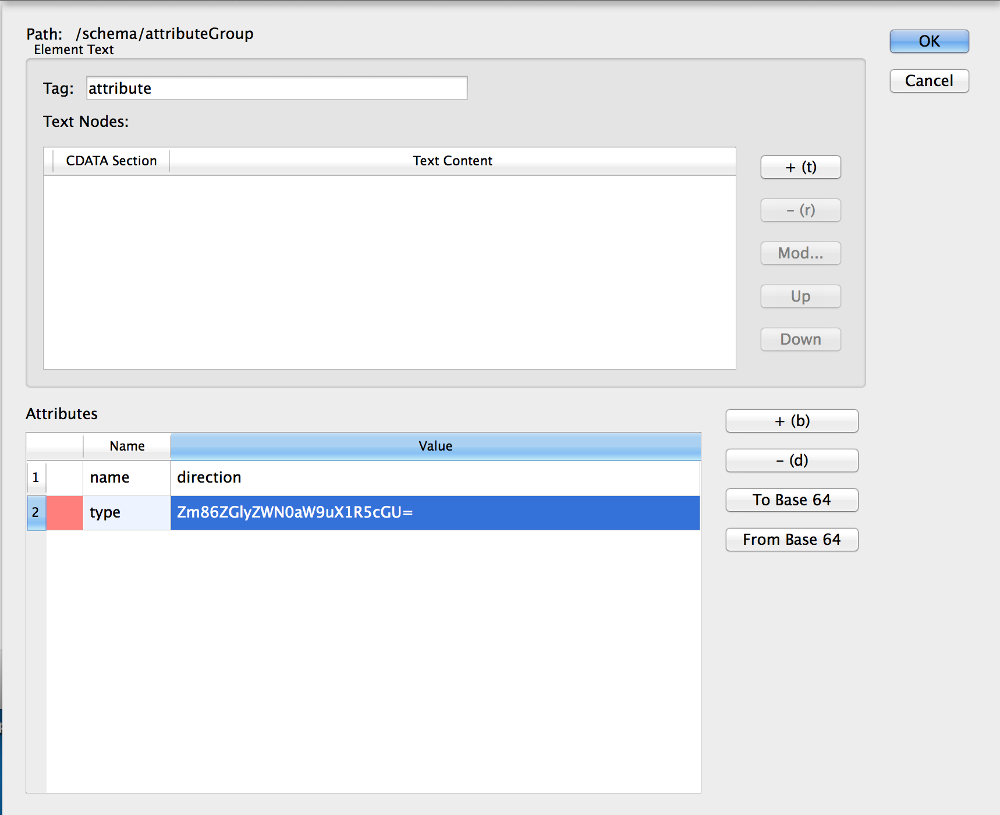 Path: /schema/attributeGroup
OK
Element Text
Cancel
Tag: attribute
Text Nodes:
CDATA Section Text Content
+ (t)
- (r)
Mod...
Up
Down
Attributes
+ (b)
Name Value
- (d)
1 name direction
To Base 64
2 type Zm86ZGlyZWN0aW9uX1R5cGU=
From Base 64